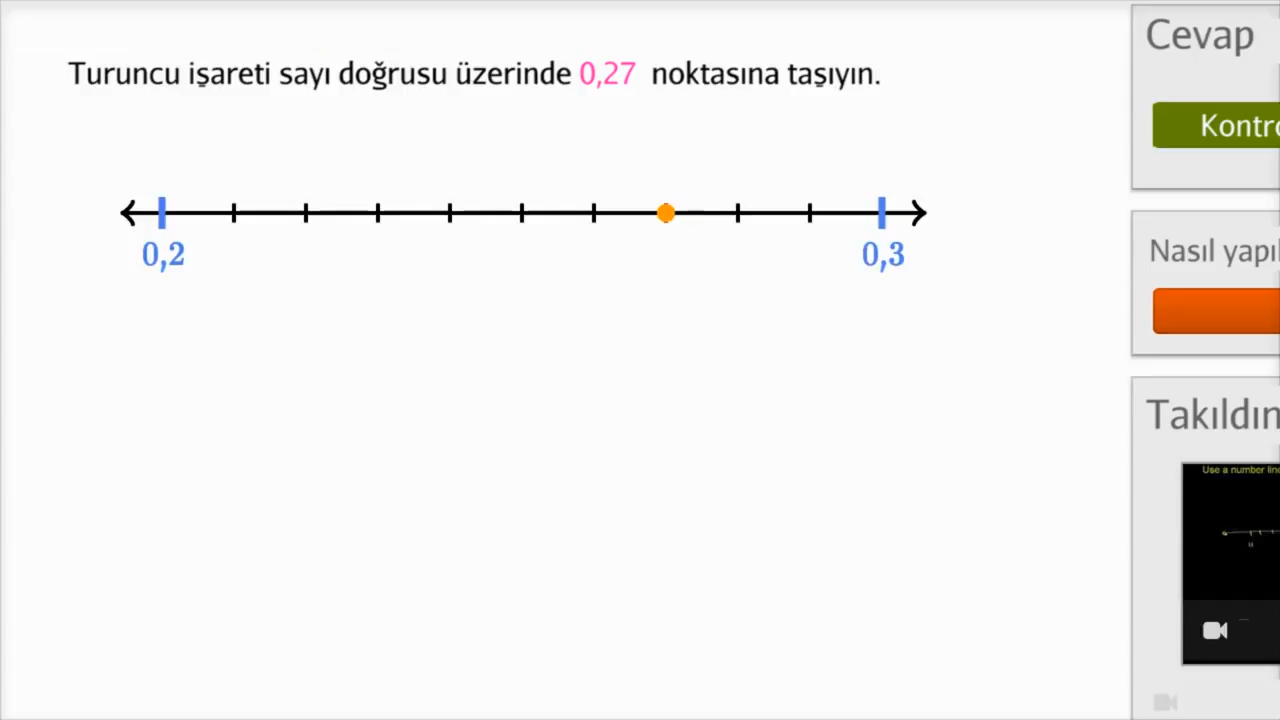 Turuncu işareti sayı doğrusu üzerinde 0,27 noktasına taşıyın.
0,2
0,3
Cevap
Kontro
Nasıl yapıl
Takıldın
Use a number line